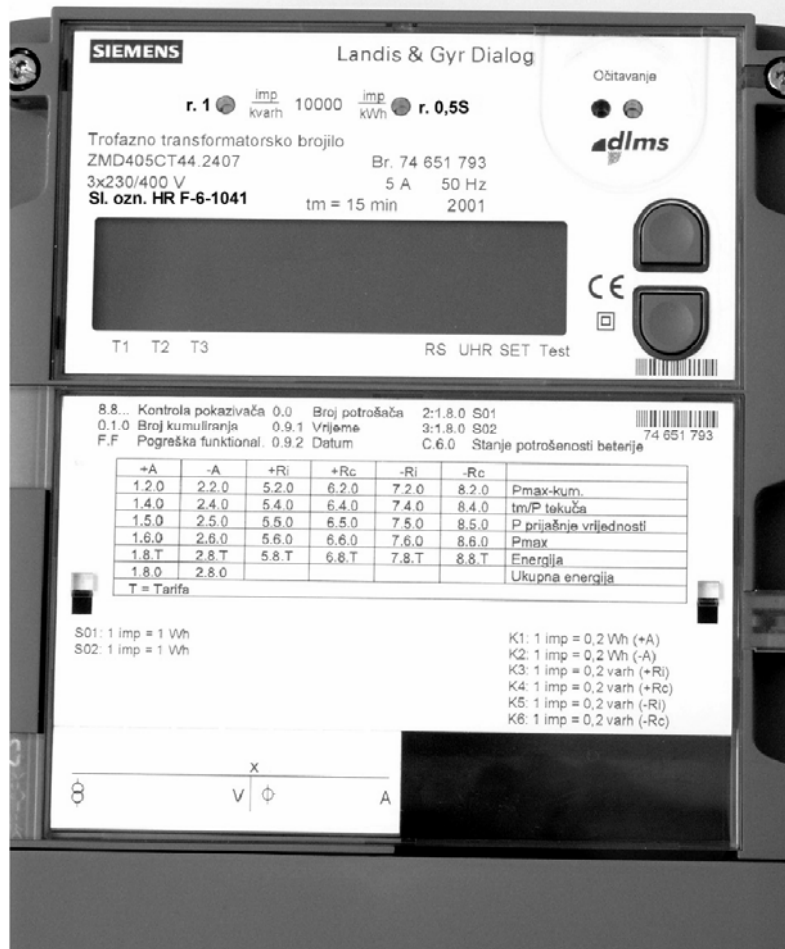 SIEMENS
Landis & Gyr Dialog
Očitavanje
r. 1 imp/kvarh 10000 imp/kWh r. 0,5S
dlms
Trofazno transformatorsko brojilo
ZMD405CT44.2407 Br. 74 651 793
3x230/400 V 5 A 50 Hz
Sl. ozn. HR F-6-1041 tm = 15 min 2001
CE
T1 T2 T3 RS UHR SET Test
8.8... Kontrola pokazivača 0.0 Broj potrošača 2:1.8.0 S01
0.1.0 Broj kumuliranja 0.9.1 Vrijeme 3:1.8.0 S02
F.F Pogreška funktional. 0.9.2 Datum C.6.0 Stanje potrošenosti beterije
74 651 793
+A -A +Ri +Rc -Ri -Rc
1.2.0 2.2.0 5.2.0 6.2.0 7.2.0 8.2.0 Pmax-kum.
1.4.0 2.4.0 5.4.0 6.4.0 7.4.0 8.4.0 tm/P tekuča
1.5.0 2.5.0 5.5.0 6.5.0 7.5.0 8.5.0 P prijašnje vrijednosti
1.6.0 2.6.0 5.6.0 6.6.0 7.6.0 8.6.0 Pmax
1.8.T 2.8.T 5.8.T 6.8.T 7.8.T 8.8.T Energija
1.8.0 2.8.0 Ukupna energija
T = Tarifa
S01: 1 imp = 1 Wh
S02: 1 imp = 1 Wh
K1: 1 imp = 0,2 Wh (+A)
K2: 1 imp = 0,2 Wh (-A)
K3: 1 imp = 0,2 varh (+Ri)
K4: 1 imp = 0,2 varh (+Rc)
K5: 1 imp = 0,2 varh (-Ri)
K6: 1 imp = 0,2 varh (-Rc)
x
V A